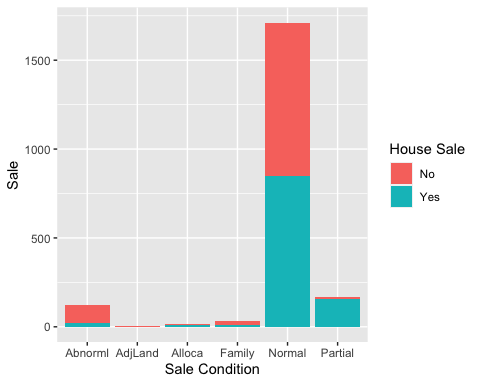 1500
1000
500
0
Sale
Abnorml AdjLand Alloca Family Normal Partial
Sale Condition
House Sale
No
Yes